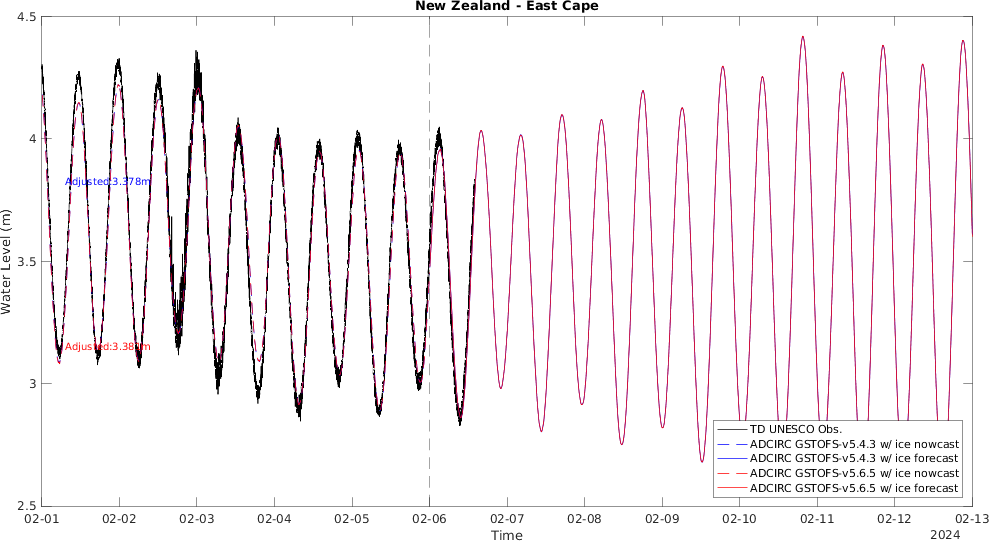 New Zealand - East Cape
Water Level (m)
4.5
4
3.5
3
2.5
Adjusted:3.378m
TD UNESCO Obs.
ADCIRC GSTOFS-v5.4.3 w/ ice nowcast
ADCIRC GSTOFS-v5.4.3 w/ ice forecast
ADCIRC GSTOFS-v5.6.5 w/ ice nowcast
ADCIRC GSTOFS-v5.6.5 w/ ice forecast
02-01 02-02 02-03 02-04 02-05 02-06 02-07 02-08 02-09 02-10 02-11 02-12 02-13
Time
2024